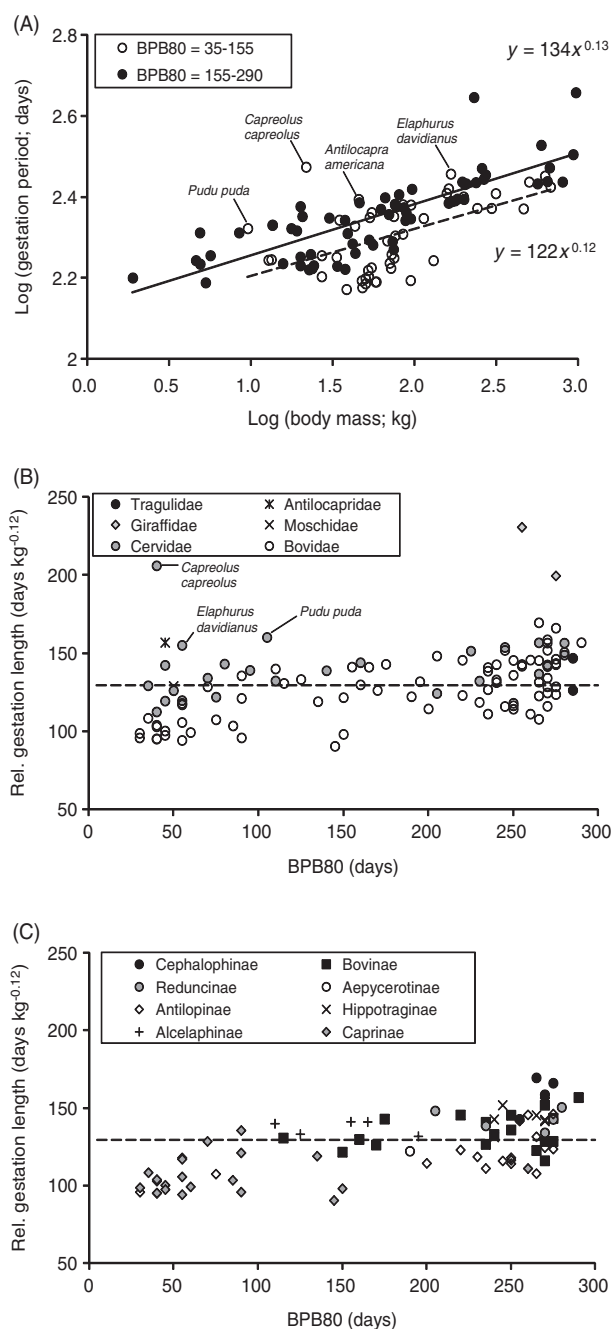 (A)
2.8
2.6
2.4
2.2
2
BPB80 = 35-155
BPB80 = 155-290
y = 134x^0.13
Capreolus
capreolus
Antilocapra
americana
Elaphurus
davidianus
Pudu puda
y = 122x^0.12
Log (gestation period; days)
0.0 0.5 1.0 1.5 2.0 2.5 3.0
Log (body mass; kg)
(B)
250
200
150
100
50
Tragulidae Antilocapridae
Giraffidae Moschidae
Cervidae Bovidae
Capreolus
capreolus
Elaphurus
davidianus
Pudu puda
Rel. gestation length (days kg^-0.12)
0 50 100 150 200 250 300
BPB80 (days)
(C)
250
200
150
100
50
Cephalophinae Bovinae
Reduncinae Aepycerotinae
Antilopinae Hippotraginae
Alcelaphinae Caprinae
Rel. gestation length (days kg^-0.12)
0 50 100 150 200 250 300
BPB80 (days)